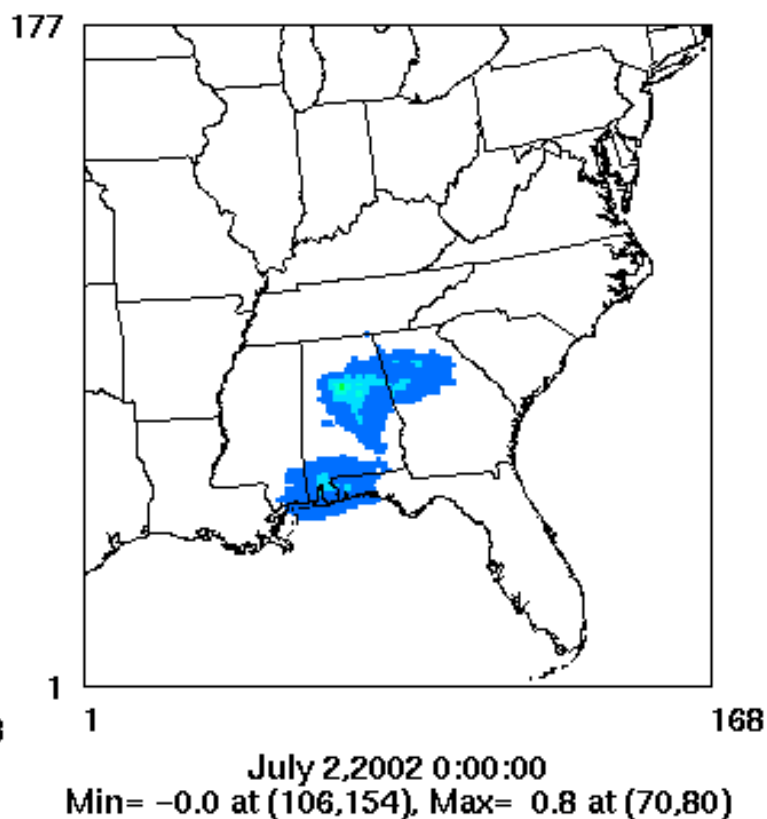 177
1
1
168
July 2,2002 0:00:00
Min= −0.0 at (106,154), Max= 0.8 at (70,80)